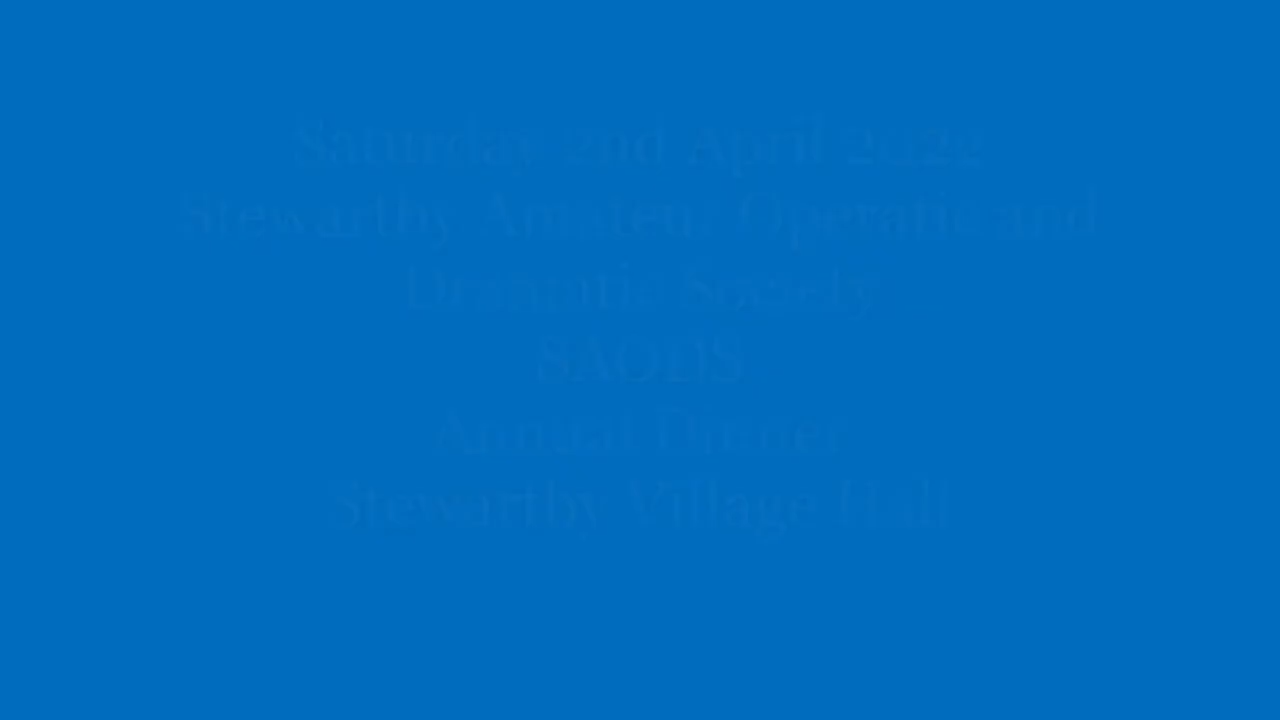 Saturday 2nd April 2022
Stewartby Amateur Operatic and
Dramatic Society
SAODS
Annual Dinner
Stewartby Village Hall